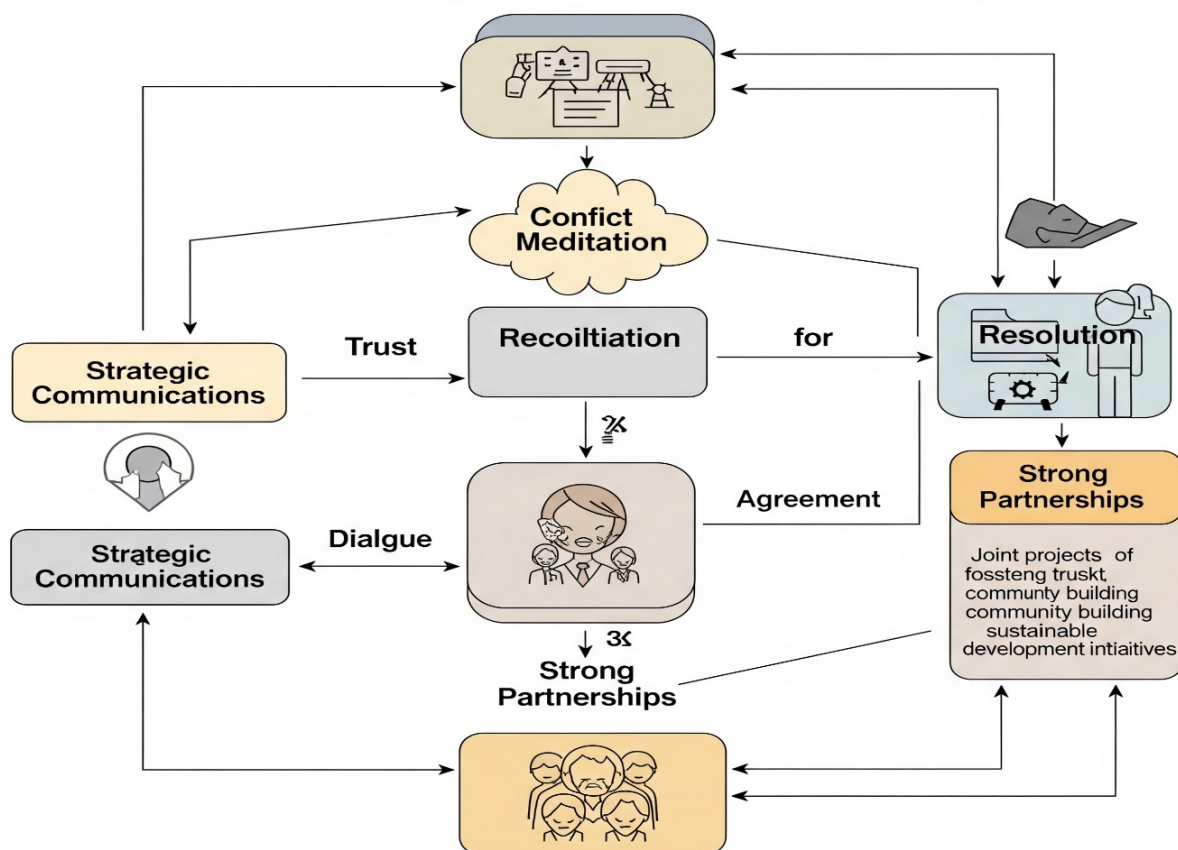 Confict
Meditation
Recoiltiation
Trust
for
Resolution
Strategic
Communications
Strong
Partnerships
Agreement
Dialgue
Strategic
Communications
Joint projects of
fossteng truskt,
communty building
community building
sustainable
development intiaitives
Strong
Partnerships